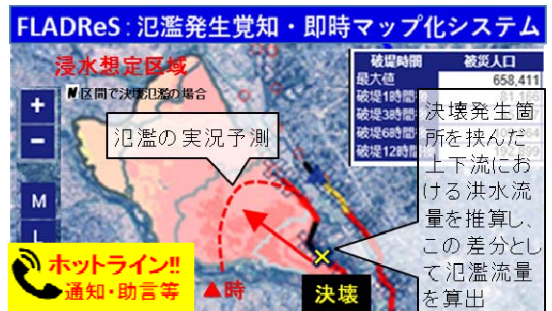 FLADReS:氾濫発生覚知・即時マップ化システム
浸水想定区域
区間で決壊氾濫の場合
氾濫の実況予測
破堤時間 被災人口
最大値 658,411
破堤1時間
破堤3時間
破堤6時間
破堤12時間
決壊発生箇
所を挟んだ
上下流にお
ける洪水流
量を推算し、
この差分とし
て氾濫流量
を算出
+
-
M
L
ホットライン!!
通知・助言等
▲時
決壊